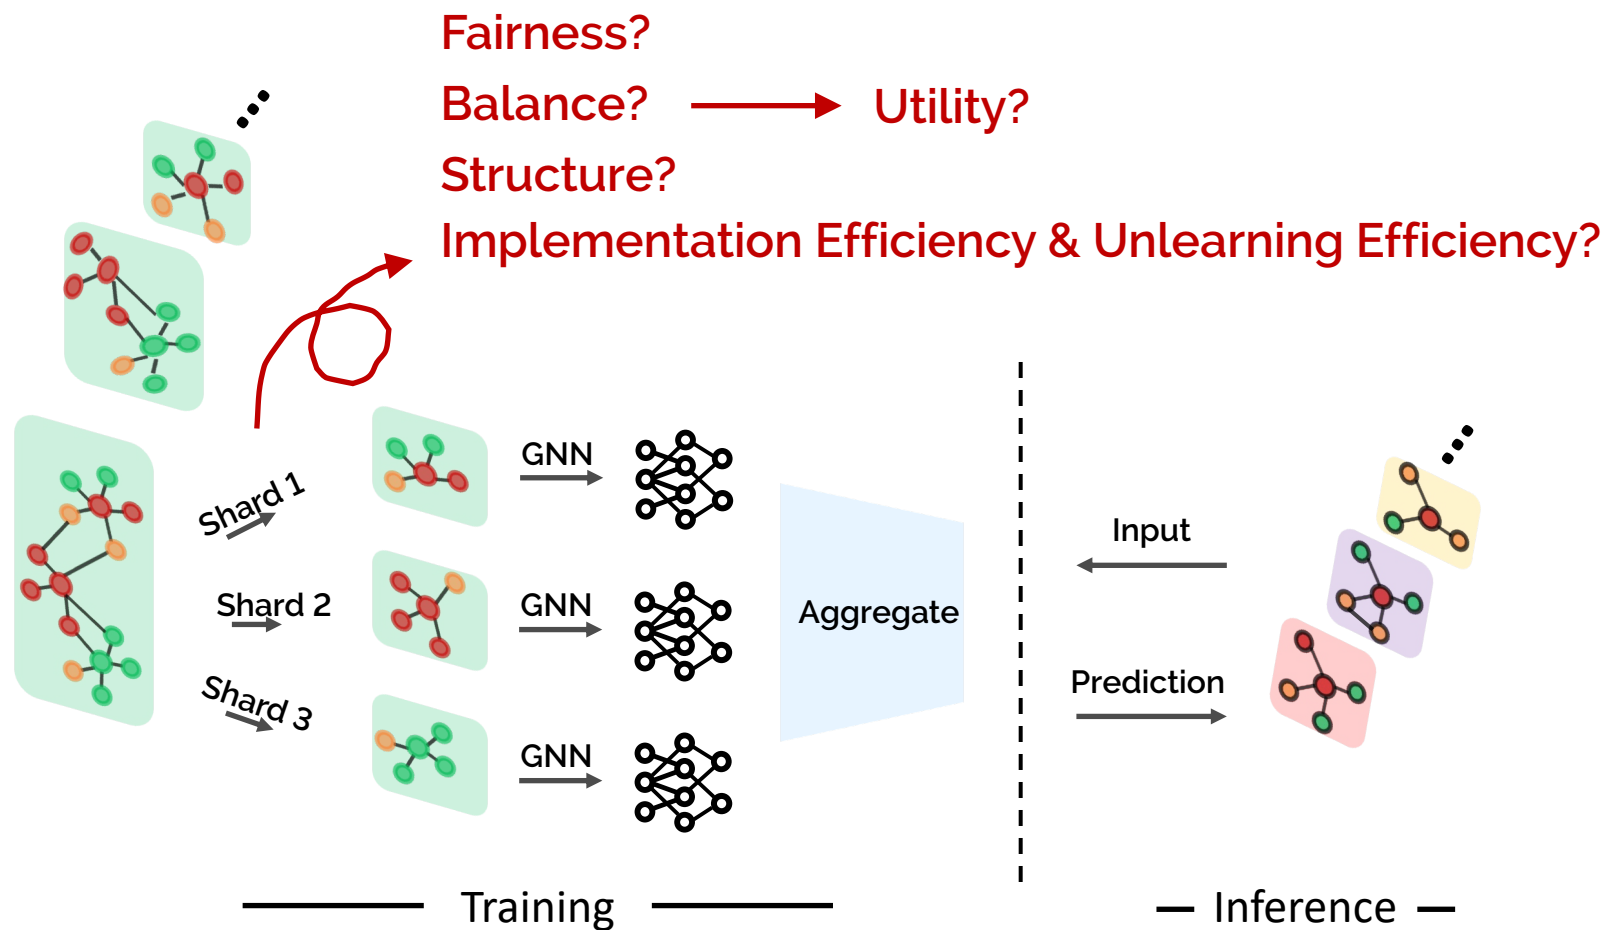 Fairness?
Balance?
Utility?
Structure?
Implementation Efficiency & Unlearning Efficiency?
Shard 1
GNN
Shard 2
GNN
Shard 3
GNN
Aggregate
Input
Prediction
Training
Inference